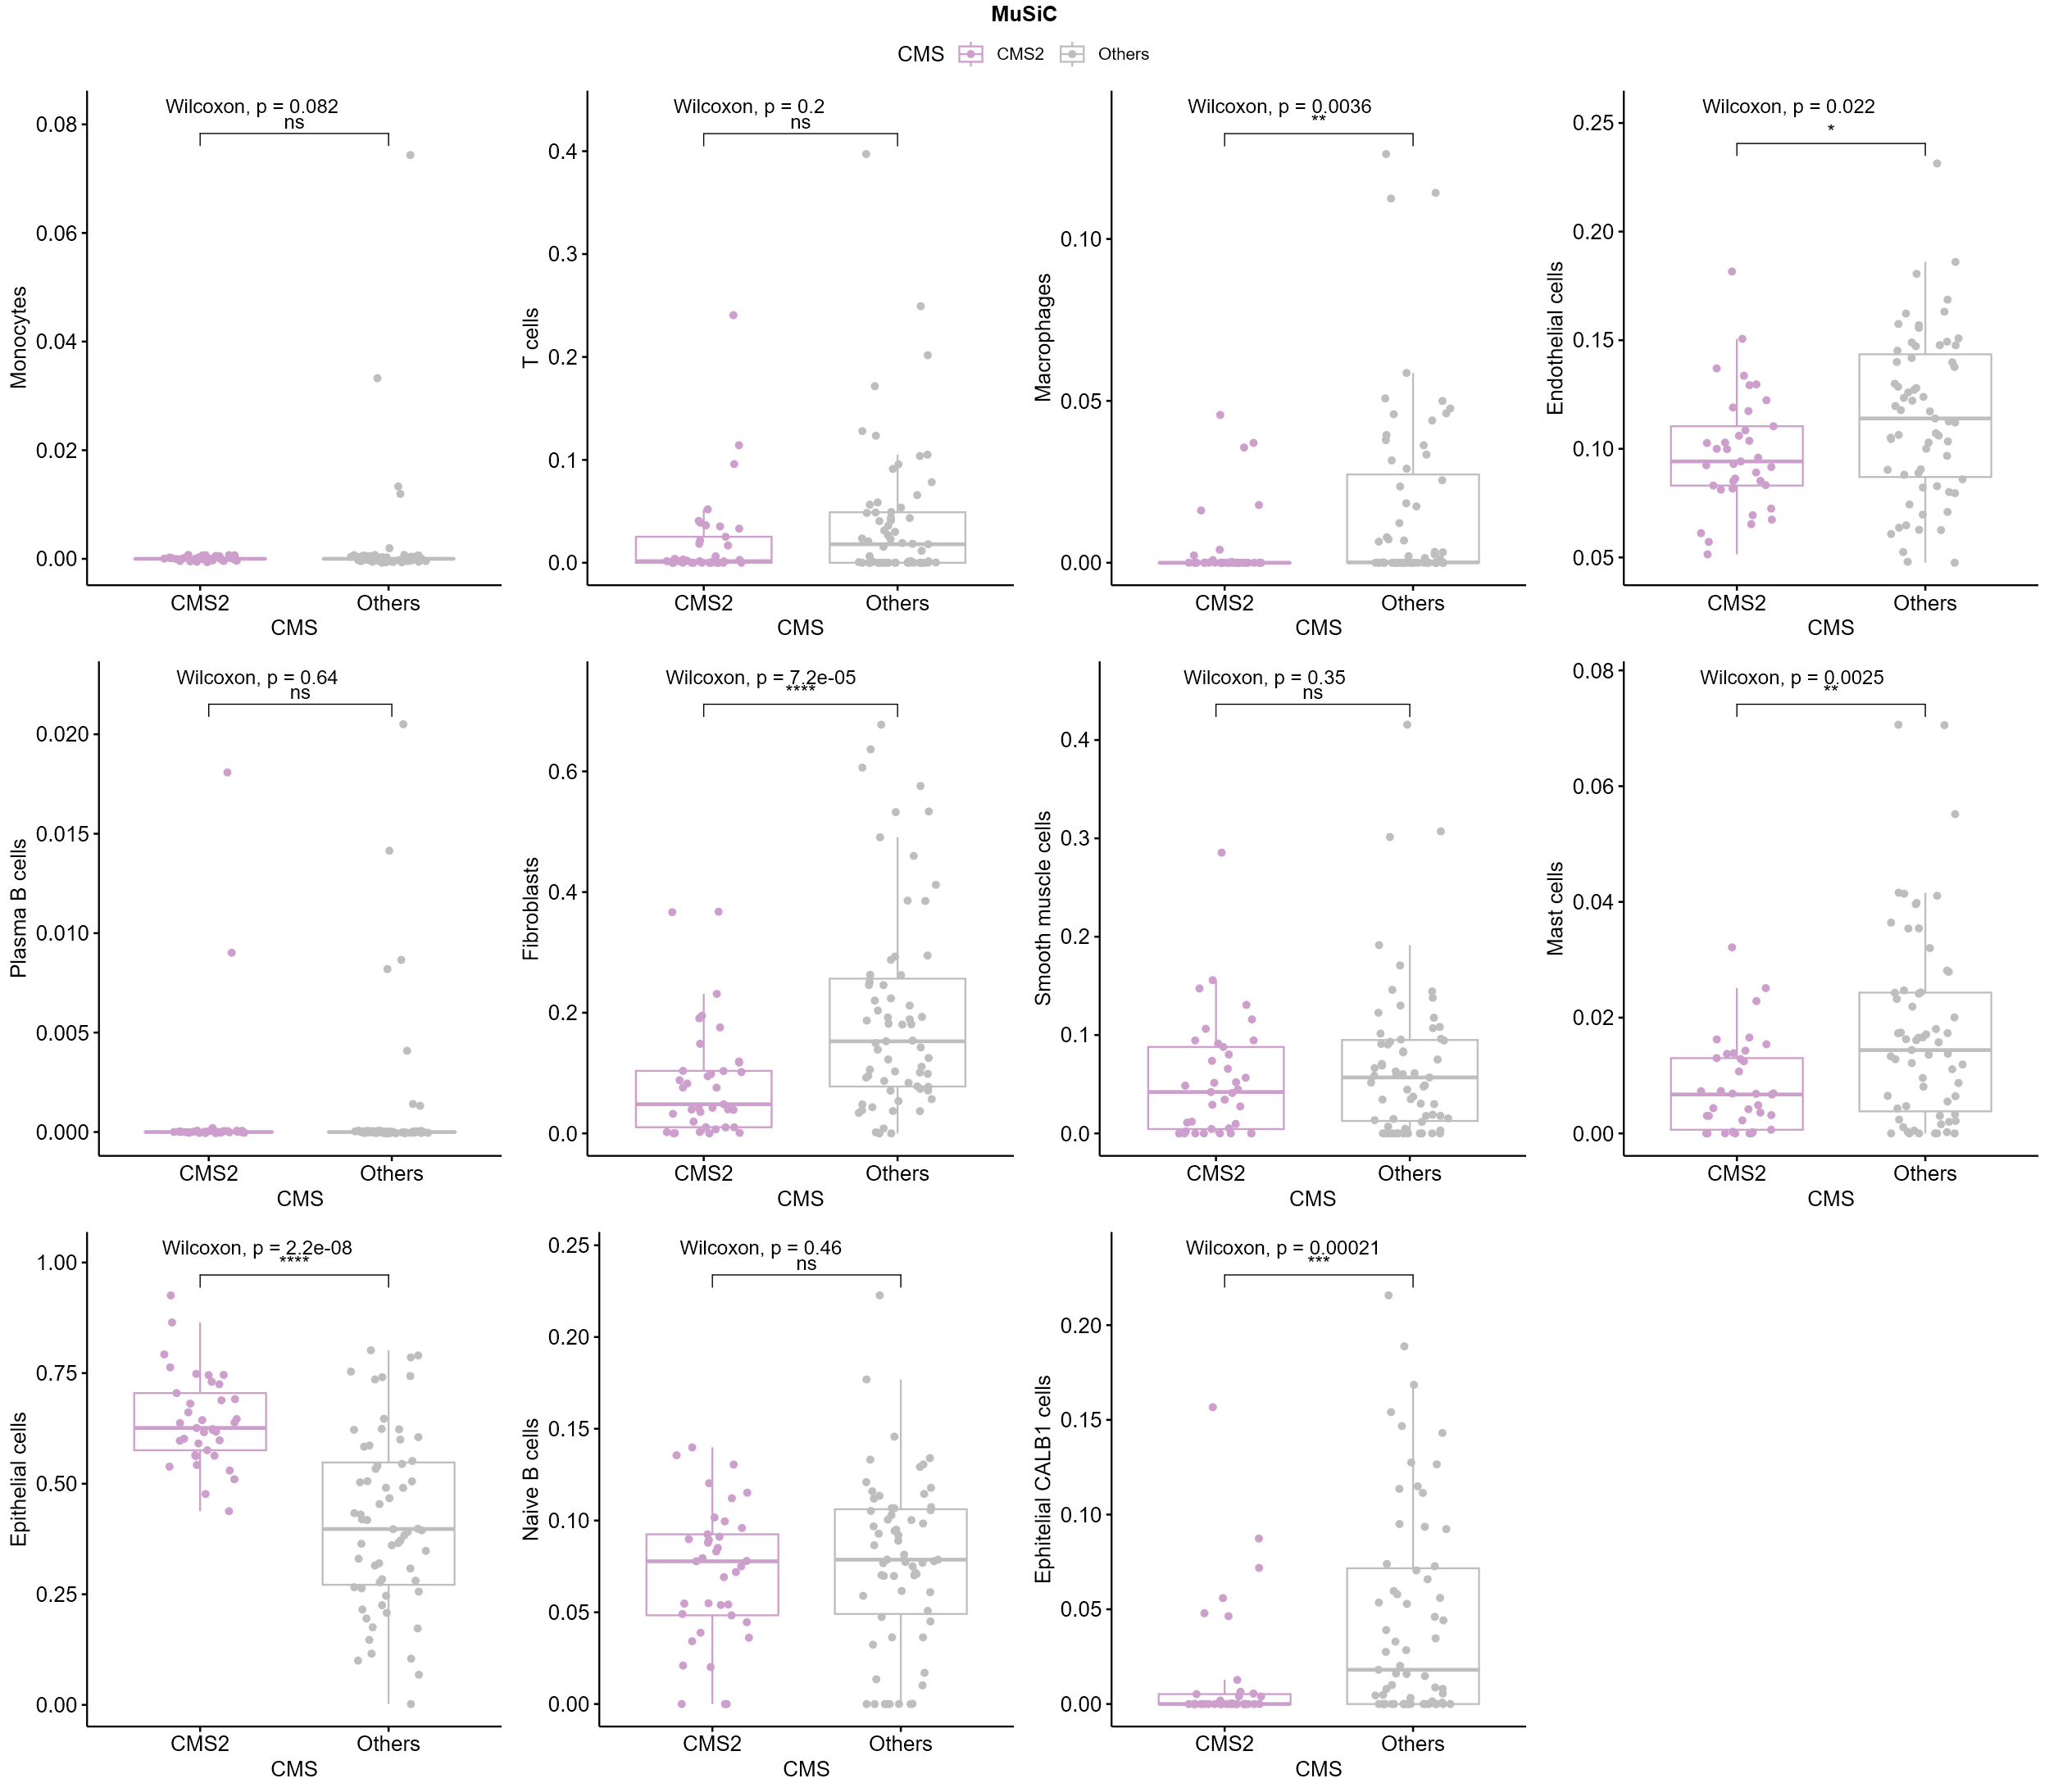 MuSiC
CMS CMS2 Others
Wilcoxon, p = 0.082
ns
0.08
0.06
0.04
0.02
0.00
Monocytes
CMS2 Others
CMS
Wilcoxon, p = 0.2
ns
0.4
0.3
0.2
0.1
0.0
T cells
CMS2 Others
CMS
Wilcoxon, p = 0.0036
**
0.10
0.05
0.00
Macrophages
CMS2 Others
CMS
Wilcoxon, p = 0.022
*
0.25
0.20
0.15
0.10
0.05
Endothelial cells
CMS2 Others
CMS
Wilcoxon, p = 0.64
ns
0.020
0.015
0.010
0.005
0.000
Plasma B cells
CMS2 Others
CMS
Wilcoxon, p = 7.2e-05
****
0.6
0.4
0.2
0.0
Fibroblasts
CMS2 Others
CMS
Wilcoxon, p = 0.35
ns
0.4
0.3
0.2
0.1
0.0
Smooth muscle cells
CMS2 Others
CMS
Wilcoxon, p = 0.0025
**
0.08
0.06
0.04
0.02
0.00
Mast cells
CMS2 Others
CMS
Wilcoxon, p = 2.2e-08
****
1.00
0.75
0.50
0.25
0.00
Epithelial cells
CMS2 Others
CMS
Wilcoxon, p = 0.46
ns
0.25
0.20
0.15
0.10
0.05
0.00
Naive B cells
CMS2 Others
CMS
Wilcoxon, p = 0.00021
***
0.20
0.15
0.10
0.05
0.00
Ephitelial CALB1 cells
CMS2 Others
CMS